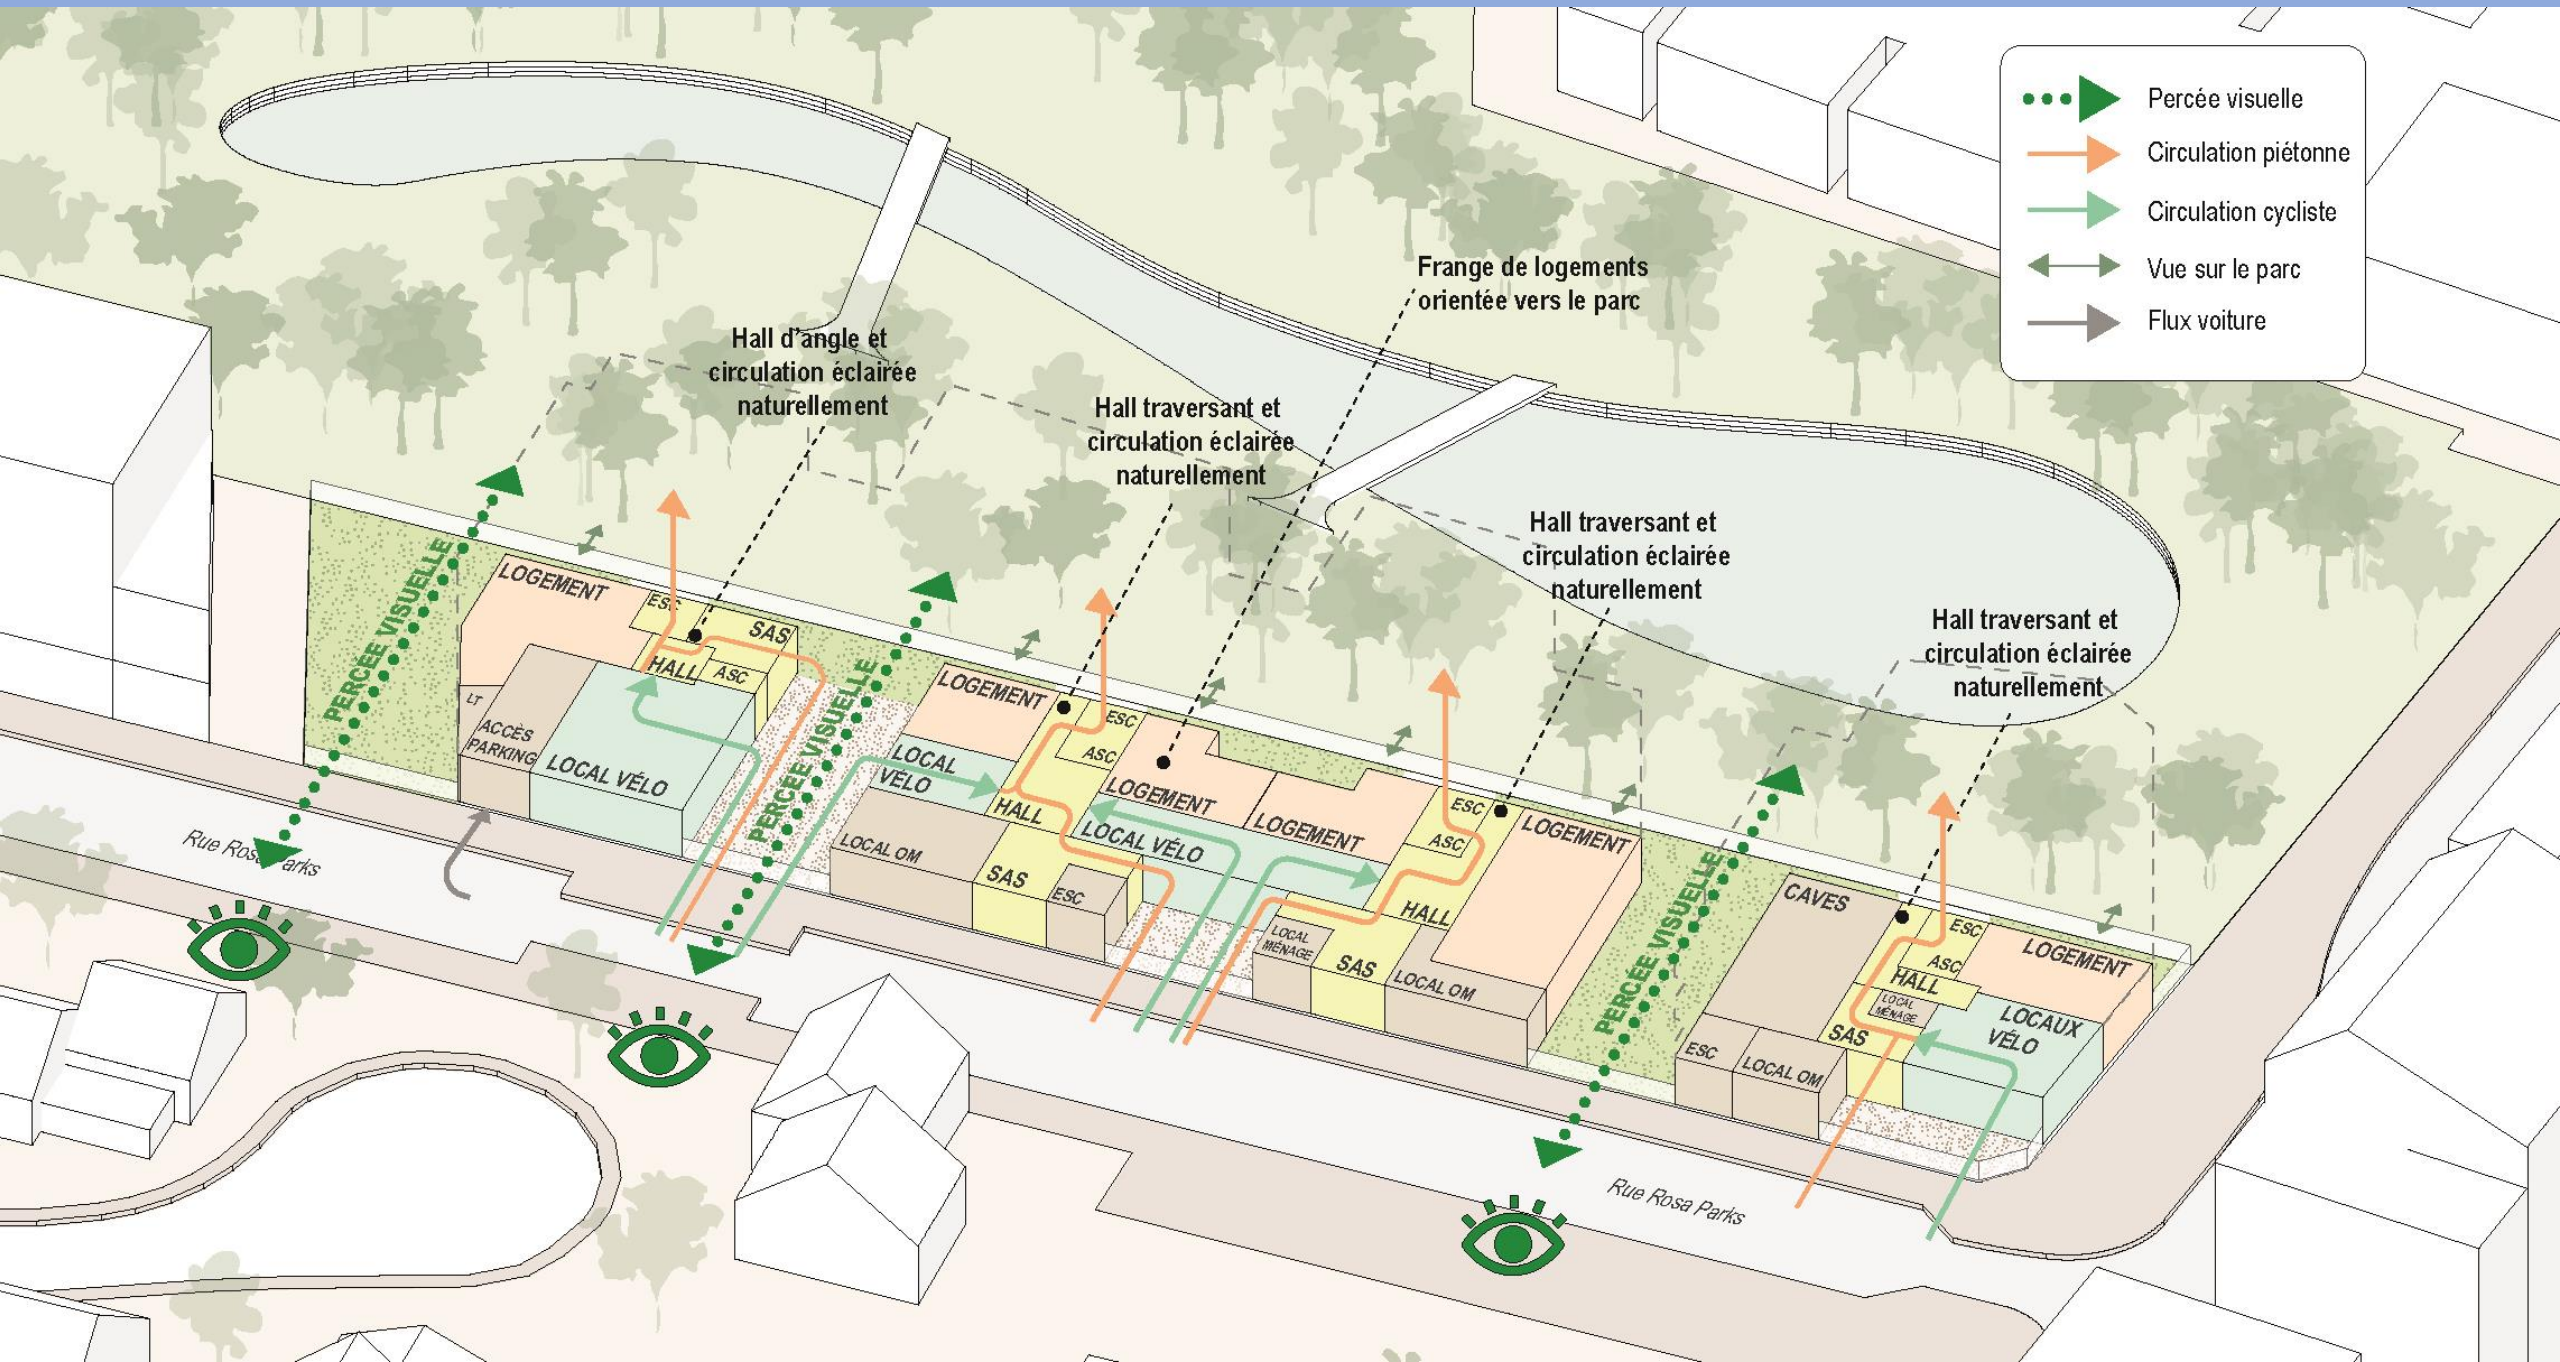 Percée visuelle
Circulation piétonne
Circulation cycliste
Vue sur le parc
Flux voiture
Frange de logements
orientée vers le parc
Hall d'angle et
circulation éclairée
naturellement
Hall traversant et
circulation éclairée
naturellement
Hall traversant et
circulation éclairée
naturellement
Hall traversant et
circulation éclairée
naturellement
PERCÉE VISUELLE
LOGEMENT
ESC
SAS
HALL
ASC
LT
ACCÈS
PARKING
LOCAL VÉLO
PERCÉE VISUELLE
LOGEMENT
ESC
ASC
LOCAL
VÉLO
HALL
LOGEMENT
LOGEMENT
LOCAL VÉLO
LOCAL OM
SAS
ESC
ESC
ASC
LOGEMENT
HALL
LOCAL
MÉNAGE
SAS
LOCAL OM
PERCÉE VISUELLE
CAVES
ESC
ASC
LOGEMENT
HALL
LOCAL
MÉNAGE
SAS
LOCAUX
VÉLO
ESC
LOCAL OM
Rue Rosa Parks
Rue Rosa Parks